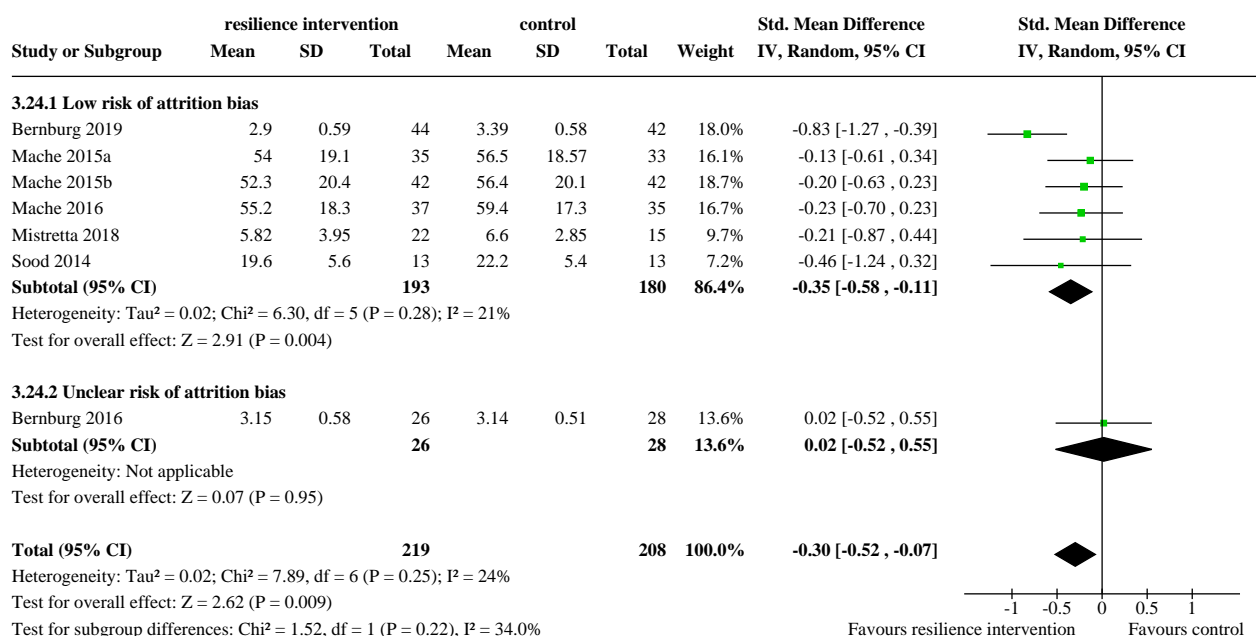 resilience intervention control Std. Mean Difference Std. Mean Difference
Study or Subgroup Mean SD Total Mean SD Total Weight IV, Random, 95% CI IV, Random, 95% CI
3.24.1 Low risk of attrition bias
Bernburg 2019 2.9 0.59 44 3.39 0.58 42 18.0% -0.83 [-1.27 , -0.39]
Mache 2015a 54 19.1 35 56.5 18.57 33 16.1% -0.13 [-0.61 , 0.34]
Mache 2015b 52.3 20.4 42 56.4 20.1 42 18.7% -0.20 [-0.63 , 0.23]
Mache 2016 55.2 18.3 37 59.4 17.3 35 16.7% -0.23 [-0.70 , 0.23]
Mistretta 2018 5.82 3.95 22 6.6 2.85 15 9.7% -0.21 [-0.87 , 0.44]
Sood 2014 19.6 5.6 13 22.2 5.4 13 7.2% -0.46 [-1.24 , 0.32]
Subtotal (95% CI) 193 180 86.4% -0.35 [-0.58 , -0.11]
Heterogeneity: Tau² = 0.02; Chi² = 6.30, df = 5 (P = 0.28); I² = 21%
Test for overall effect: Z = 2.91 (P = 0.004)
3.24.2 Unclear risk of attrition bias
Bernburg 2016 3.15 0.58 26 3.14 0.51 28 13.6% 0.02 [-0.52 , 0.55]
Subtotal (95% CI) 26 28 13.6% 0.02 [-0.52 , 0.55]
Heterogeneity: Not applicable
Test for overall effect: Z = 0.07 (P = 0.95)
Total (95% CI) 219 208 100.0% -0.30 [-0.52 , -0.07]
Heterogeneity: Tau² = 0.02; Chi² = 7.89, df = 6 (P = 0.25); I² = 24%
Test for overall effect: Z = 2.62 (P = 0.009)
-1 -0.5 0 0.5 1
Test for subgroup differences: Chi² = 1.52, df = 1 (P = 0.22), I² = 34.0% Favours resilience intervention Favours control